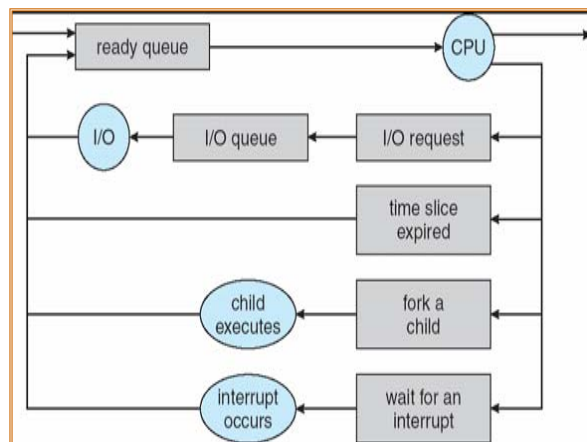 ready queue
CPU
I/O
I/O queue
I/O request
time slice
expired
child
executes
fork a
child
interrupt
occurs
wait for an
interrupt